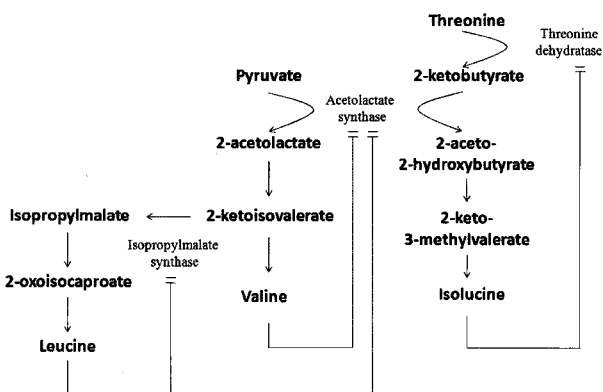 Threonine
Threonine
dehydratase
Pyruvate
2-ketobutyrate
Acetolactate
synthase
2-acetolactate
2-aceto-
2-hydroxybutyrate
Isopropylmalate
2-ketoisovalerate
2-keto-
3-methylvalerate
Isopropylmalate
synthase
2-oxoisocaproate
Valine
Isolucine
Leucine